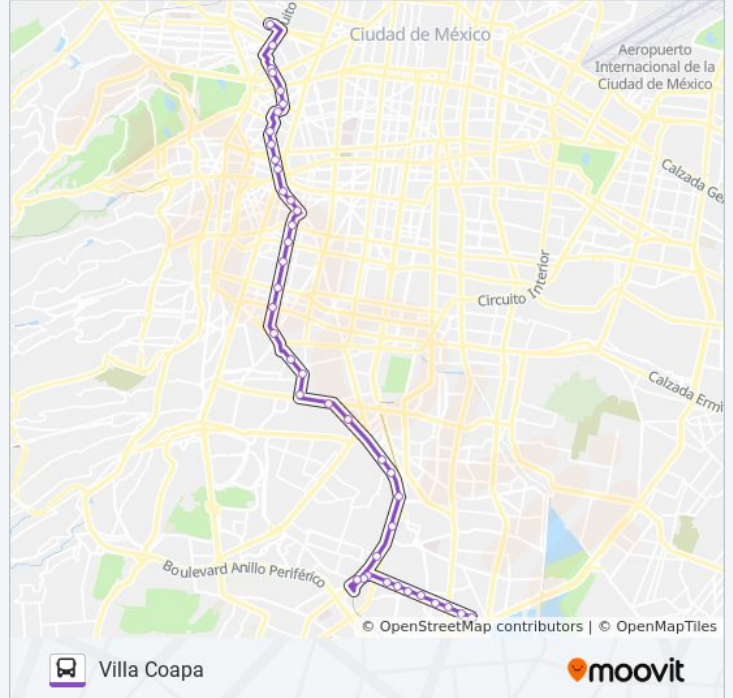 uito
Ciudad de México
Aeropuerto
Internacional de la
Ciudad de México
Calzada Ge
Circuito Interior
Calzada Ermi
Boulevard Anillo Periférico
© OpenStreetMap contributors | © OpenMapTiles
Villa Coapa
moovit